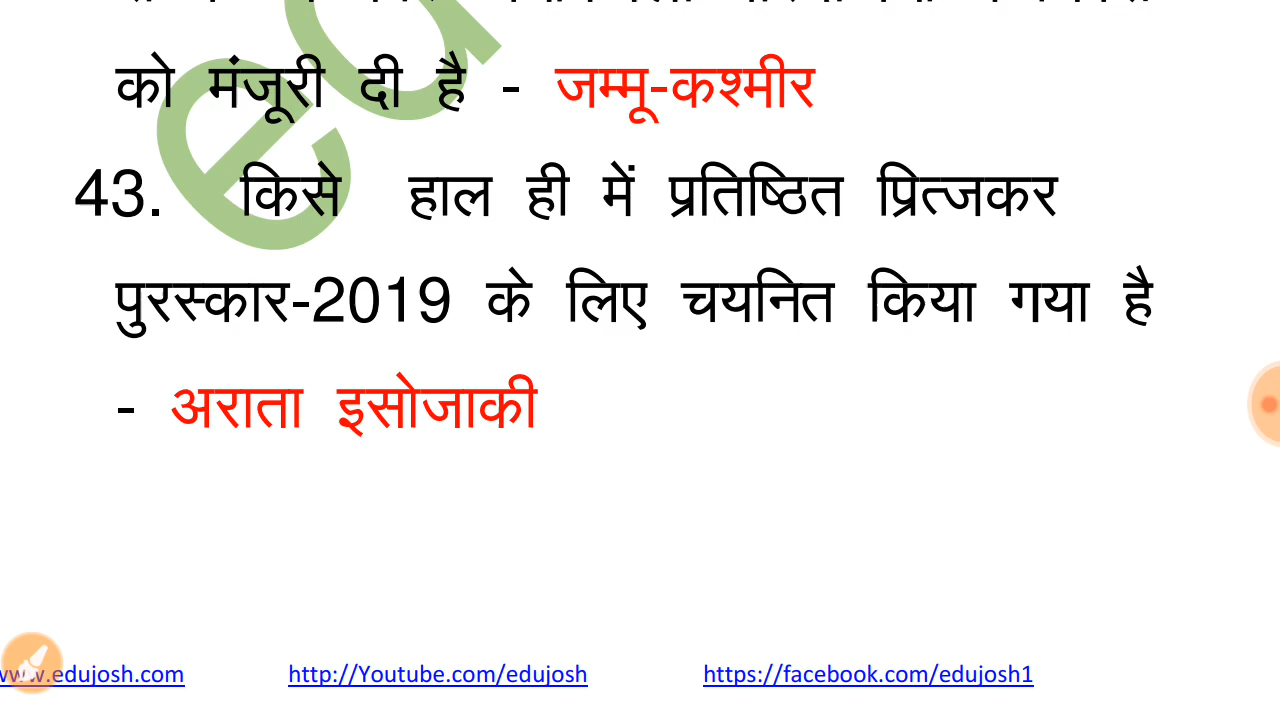 को मंजूरी दी है - जम्मू-कश्मीर
43. किसे हाल ही में प्रतिष्ठित प्रित्जकर
पुरस्कार-2019 के लिए चयनित किया गया है
- अराता इसोजाकी
www.edujosh.com http://Youtube.com/edujosh https://facebook.com/edujosh1